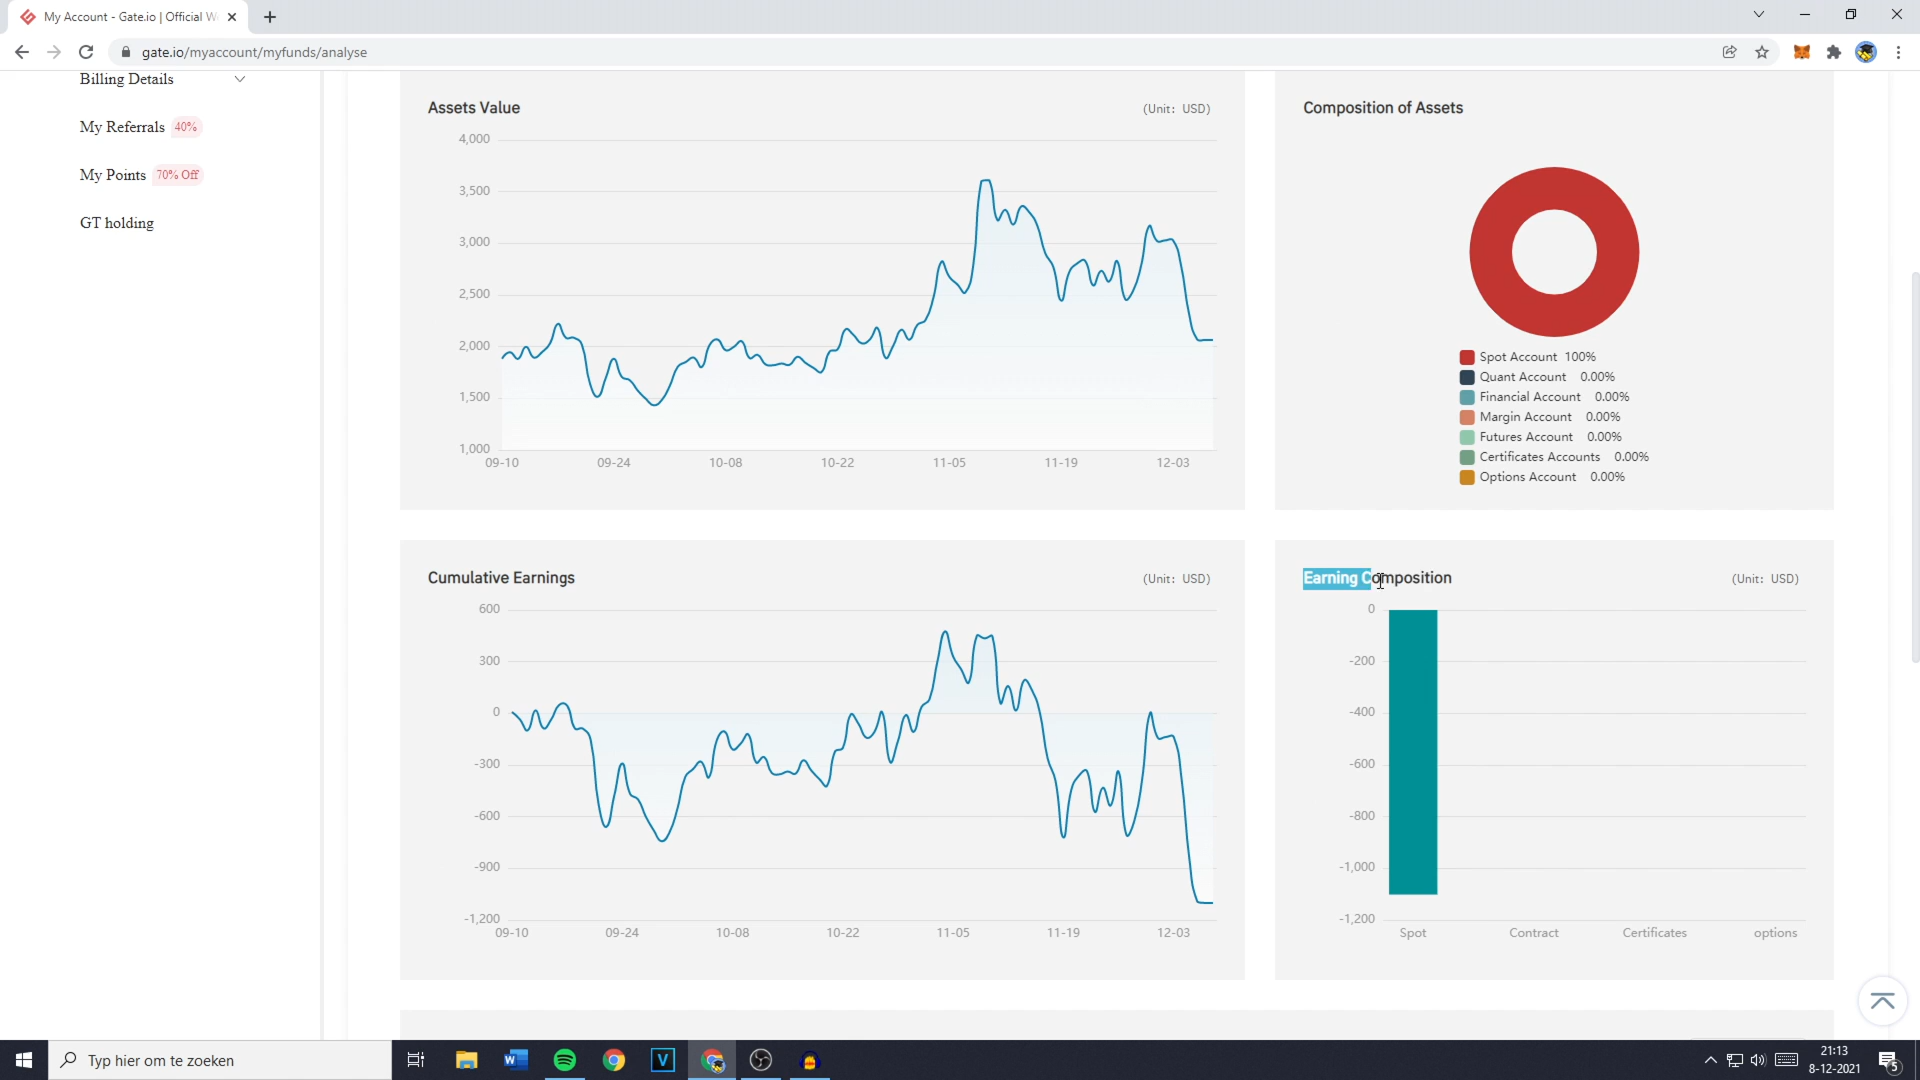 My Account - Gate.io | Official W
gate.io/myaccount/myfunds/analyse
Billing Details
My Referrals 40%
My Points 70% Off
GT holding
Assets Value (Unit: USD)
4,000
3,500
3,000
2,500
2,000
1,500
1,000
09-10 09-24 10-08 10-22 11-05 11-19 12-03
Composition of Assets
Spot Account 100%
Quant Account 0.00%
Financial Account 0.00%
Margin Account 0.00%
Futures Account 0.00%
Certificates Accounts 0.00%
Options Account 0.00%
Cumulative Earnings (Unit: USD)
600
300
0
-300
-600
-900
-1,200
09-10 09-24 10-08 10-22 11-05 11-19 12-03
Earning Composition (Unit: USD)
0
-200
-400
-600
-800
-1,000
-1,200
Spot Contract Certificates options
Typ hier om te zoeken
21:13
8-12-2021
5